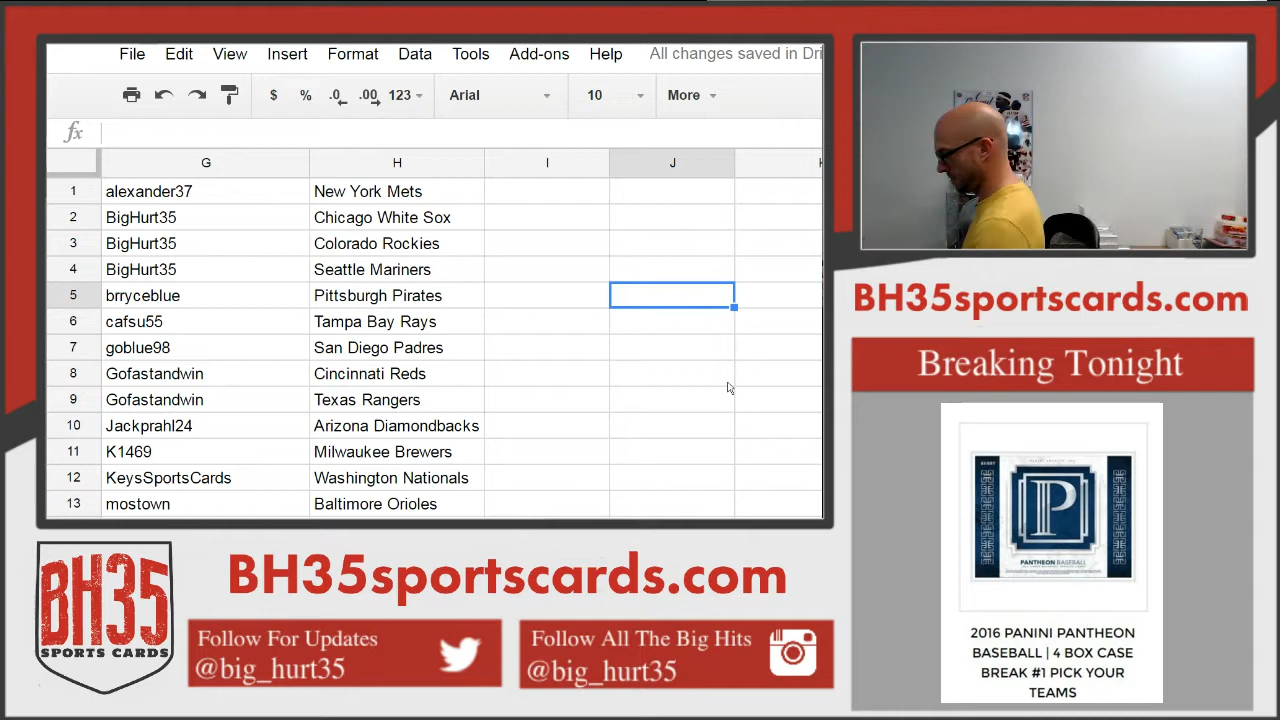 File Edit View Insert Format Data Tools Add-ons Help All changes saved in Dri
$ % .0 .00 123 Arial 10 More
fx
G H I J
1 alexander37 New York Mets
2 BigHurt35 Chicago White Sox
3 BigHurt35 Colorado Rockies
4 BigHurt35 Seattle Mariners
5 brryceblue Pittsburgh Pirates
6 cafsu55 Tampa Bay Rays
7 goblue98 San Diego Padres
8 Gofastandwin Cincinnati Reds
9 Gofastandwin Texas Rangers
10 Jackprahl24 Arizona Diamondbacks
11 K1469 Milwaukee Brewers
12 KeysSportsCards Washington Nationals
13 mostown Baltimore Orioles
BH35sportscards.com
Breaking Tonight
P
PANTHEON BASEBALL
2016 PANINI PANTHEON
BASEBALL | 4 BOX CASE
BREAK #1 PICK YOUR
TEAMS
BH35
SPORTS CARDS
BH35sportscards.com
Follow For Updates
@big_hurt35
Follow All The Big Hits
@big_hurt35